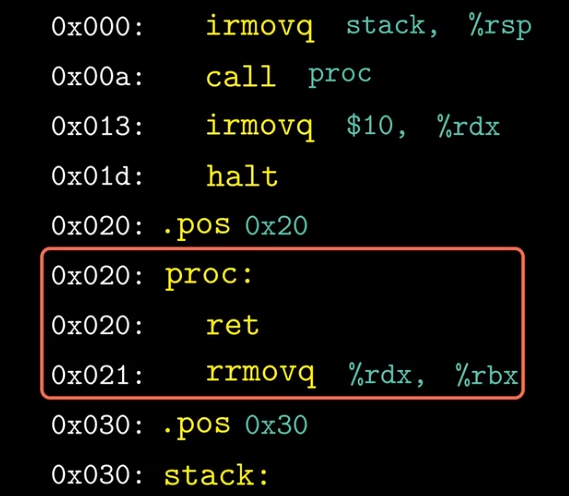 0x000: irmovq stack, %rsp
0x00a: call proc
0x013: irmovq $10, %rdx
0x01d: halt
0x020: .pos 0x20
0x020: proc:
0x020: ret
0x021: rrmovq %rdx, %rbx
0x030: .pos 0x30
0x030: stack: